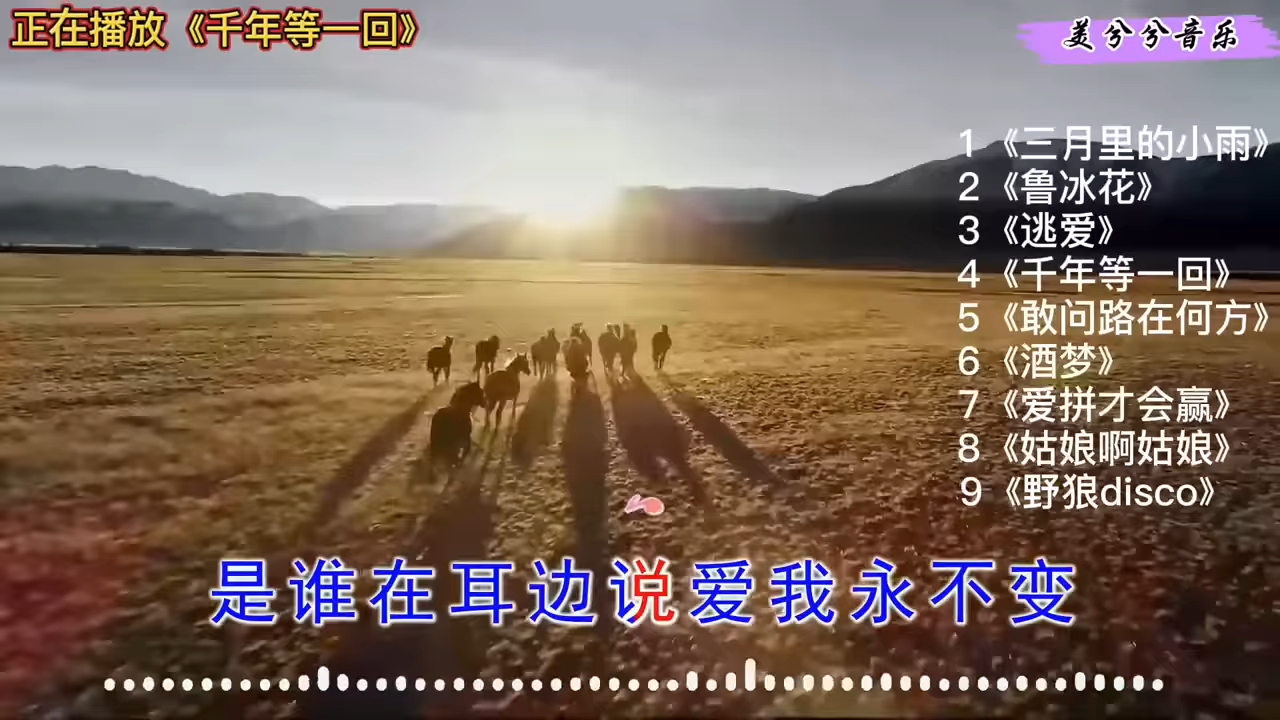 正在播放《千年等一回》
美兮兮音乐
1《三月里的小雨》
2《鲁冰花》
3《逃爱》
4《千年等一回》
5《敢问路在何方》
6《酒梦》
7《爱拼才会赢》
8《姑娘啊姑娘》
9《野狼disco》
是谁在耳边说爱我永不变